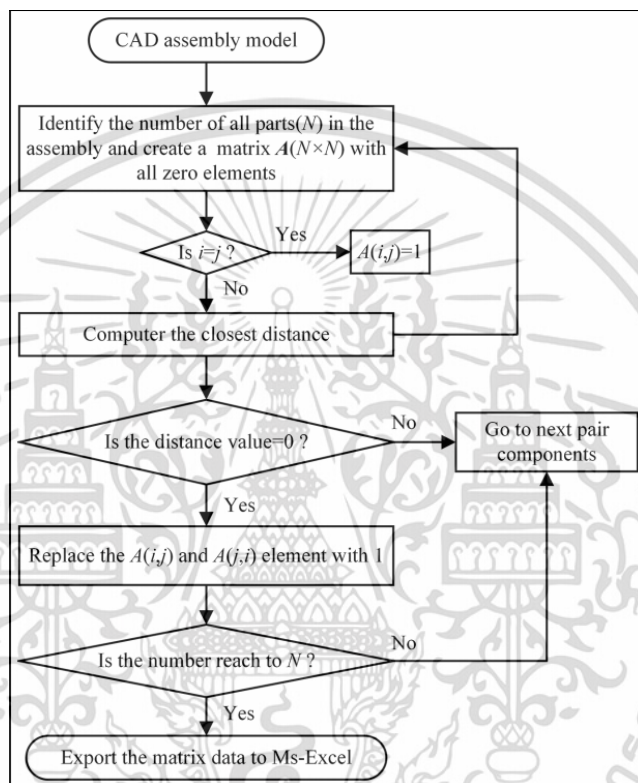 CAD assembly model
Identify the number of all parts(N) in the
assembly and create a matrix A(N×N) with
all zero elements
Is i=j ?
Yes
A(i,j)=1
No
Computer the closest distance
Is the distance value=0 ?
No
Go to next pair
components
Yes
Replace the A(i,j) and A(j,i) element with 1
Is the number reach to N ?
No
Yes
Export the matrix data to Ms-Excel